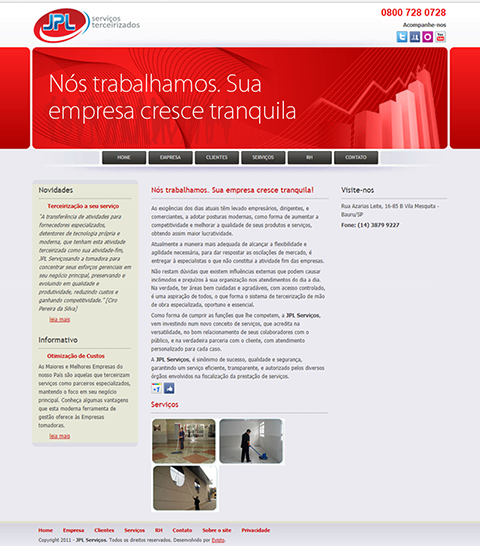 JPL serviços
terceirizados
0800 728 0728
Acompanhe-nos
Nós trabalhamos. Sua
empresa cresce tranquila
HOME EMPRESA CLIENTES SERVIÇOS RH CONTATO
Novidades
Terceirização a seu serviço
"A transferência de atividades para
fornecedores especializados,
detentores de tecnologia própria e
moderna, que tenham esta atividade
terceirizada como sua atividade-fim,
JPL Serviçosando a tomadora para
concentrar seus esforços gerenciais em
seu negócio principal, preservando e
evoluindo em qualidade e
produtividade, reduzindo custos e
ganhando competitividade." [Ciro
Pereira da Silva]
leia mais
Informativo
Otimização de Custos
As Maiores e Melhores Empresas do
nosso País são aquelas que terceirizam
serviços como parceiros especializados,
mantendo o foco em seu negócio
principal. Conheça algumas vantagens
que esta moderna ferramenta de
gestão oferece às Empresas
tomadoras.
leia mais
Nós trabalhamos. Sua empresa cresce tranquila!
As exigências dos dias atuais têm levado empresários, dirigentes, e
comerciantes, a adotar posturas modernas, como forma de aumentar a
competitividade e melhorar a qualidade de seus produtos e serviços,
obtendo assim maior lucratividade.
Atualmente a maneira mais adequada de alcançar a flexibilidade e
agilidade necessária, para dar respostas as oscilações de mercado, é
entregar à especialistas o que não constitui a atividade fim das empresas.
Não restam dúvidas que existem influências externas que podem causar
incômodos e prejuízos à sua organização nos atendimentos do dia a dia.
Na verdade, ter áreas bem cuidadas e agradáveis, com acesso controlado,
é uma aspiração de todos, o que torna o sistema de terceirização de mão
de obra especializada, oportuno e essencial.
Como forma de cumprir as funções que lhe competem, a JPL Serviços,
vem investindo num novo conceito de serviços, que acredita na
versatilidade, no bom relacionamento de seus colaboradores com o
público, e na verdadeira parceria com o cliente, com atendimento
personalizado para cada caso.
A JPL Serviços, é sinônimo de sucesso, qualidade e segurança,
garantindo um serviço eficiente, transparente, e autorizado pelos diversos
órgãos envolvidos na fiscalização da prestação de serviços.
Serviços
Visite-nos
Rua Azarias Leite, 16-85 B Vila Mesquita -
Bauru/SP
Fone: (14) 3879 9227
Home Empresa Clientes Serviços RH Contato Sobre o site Privacidade
Copyright 2011 - JPL Serviços. Todos os direitos reservados. Desenvolvido por Evisto.